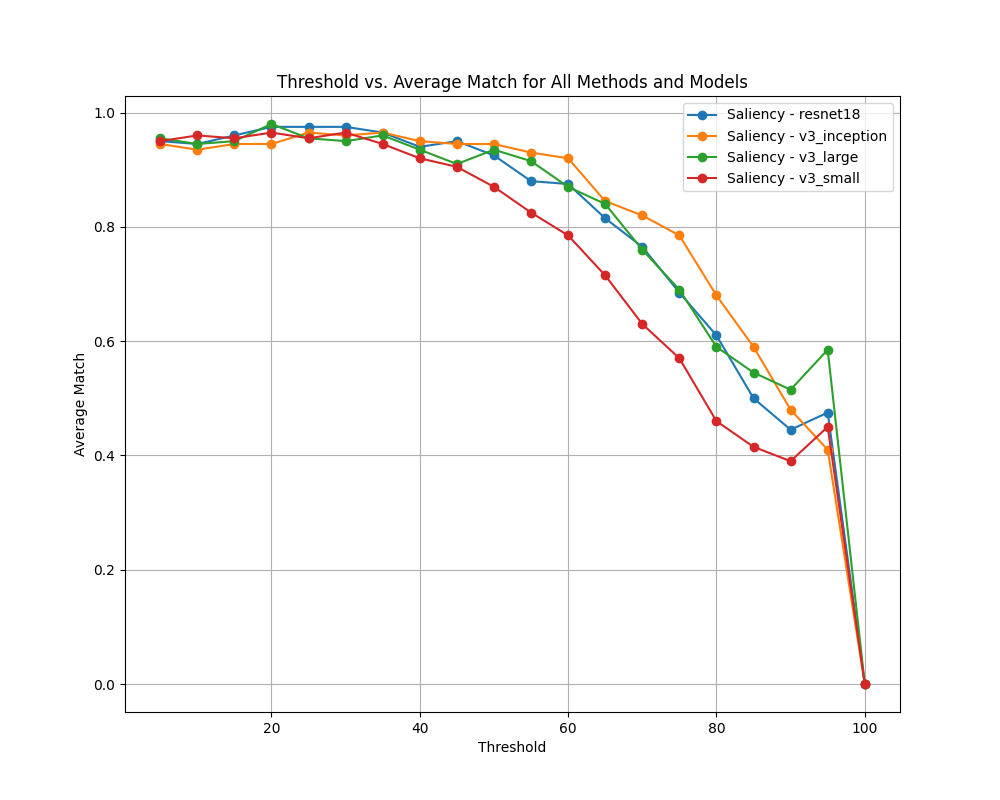 Threshold vs. Average Match for All Methods and Models
Saliency - resnet18
Saliency - v3_inception
Saliency - v3_large
Saliency - v3_small
1.0
0.8
0.6
0.4
0.2
0.0
Average Match
20
40
60
80
100
Threshold